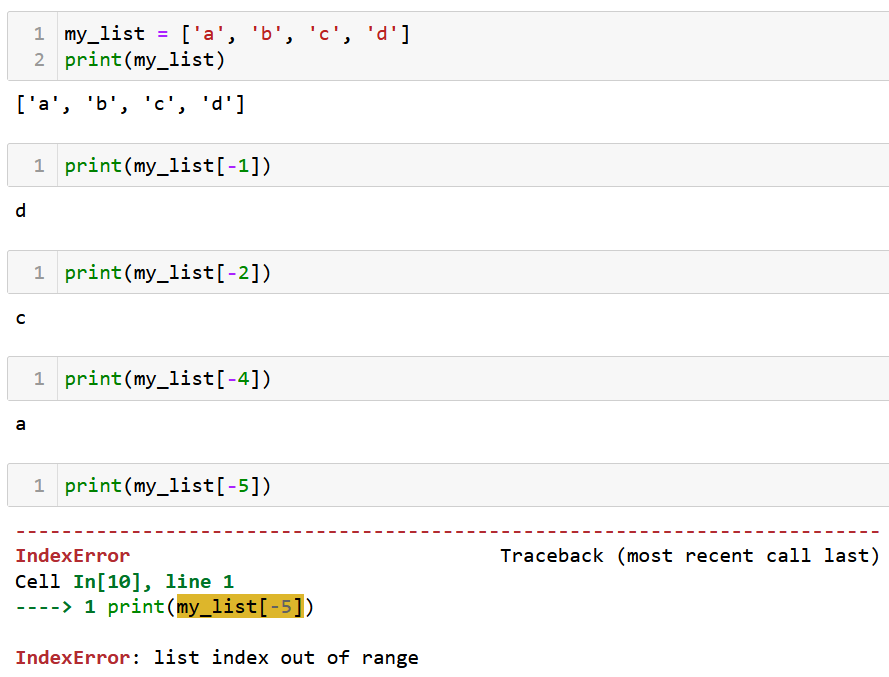 1 my_list = ['a', 'b', 'c', 'd']
2 print(my_list)
['a', 'b', 'c', 'd']
1 print(my_list[-1])
d
1 print(my_list[-2])
c
1 print(my_list[-4])
a
1 print(my_list[-5])
---------------------------------------------------------------------------
IndexError                                Traceback (most recent call last)
Cell In[10], line 1
----> 1 print(my_list[-5])
IndexError: list index out of range